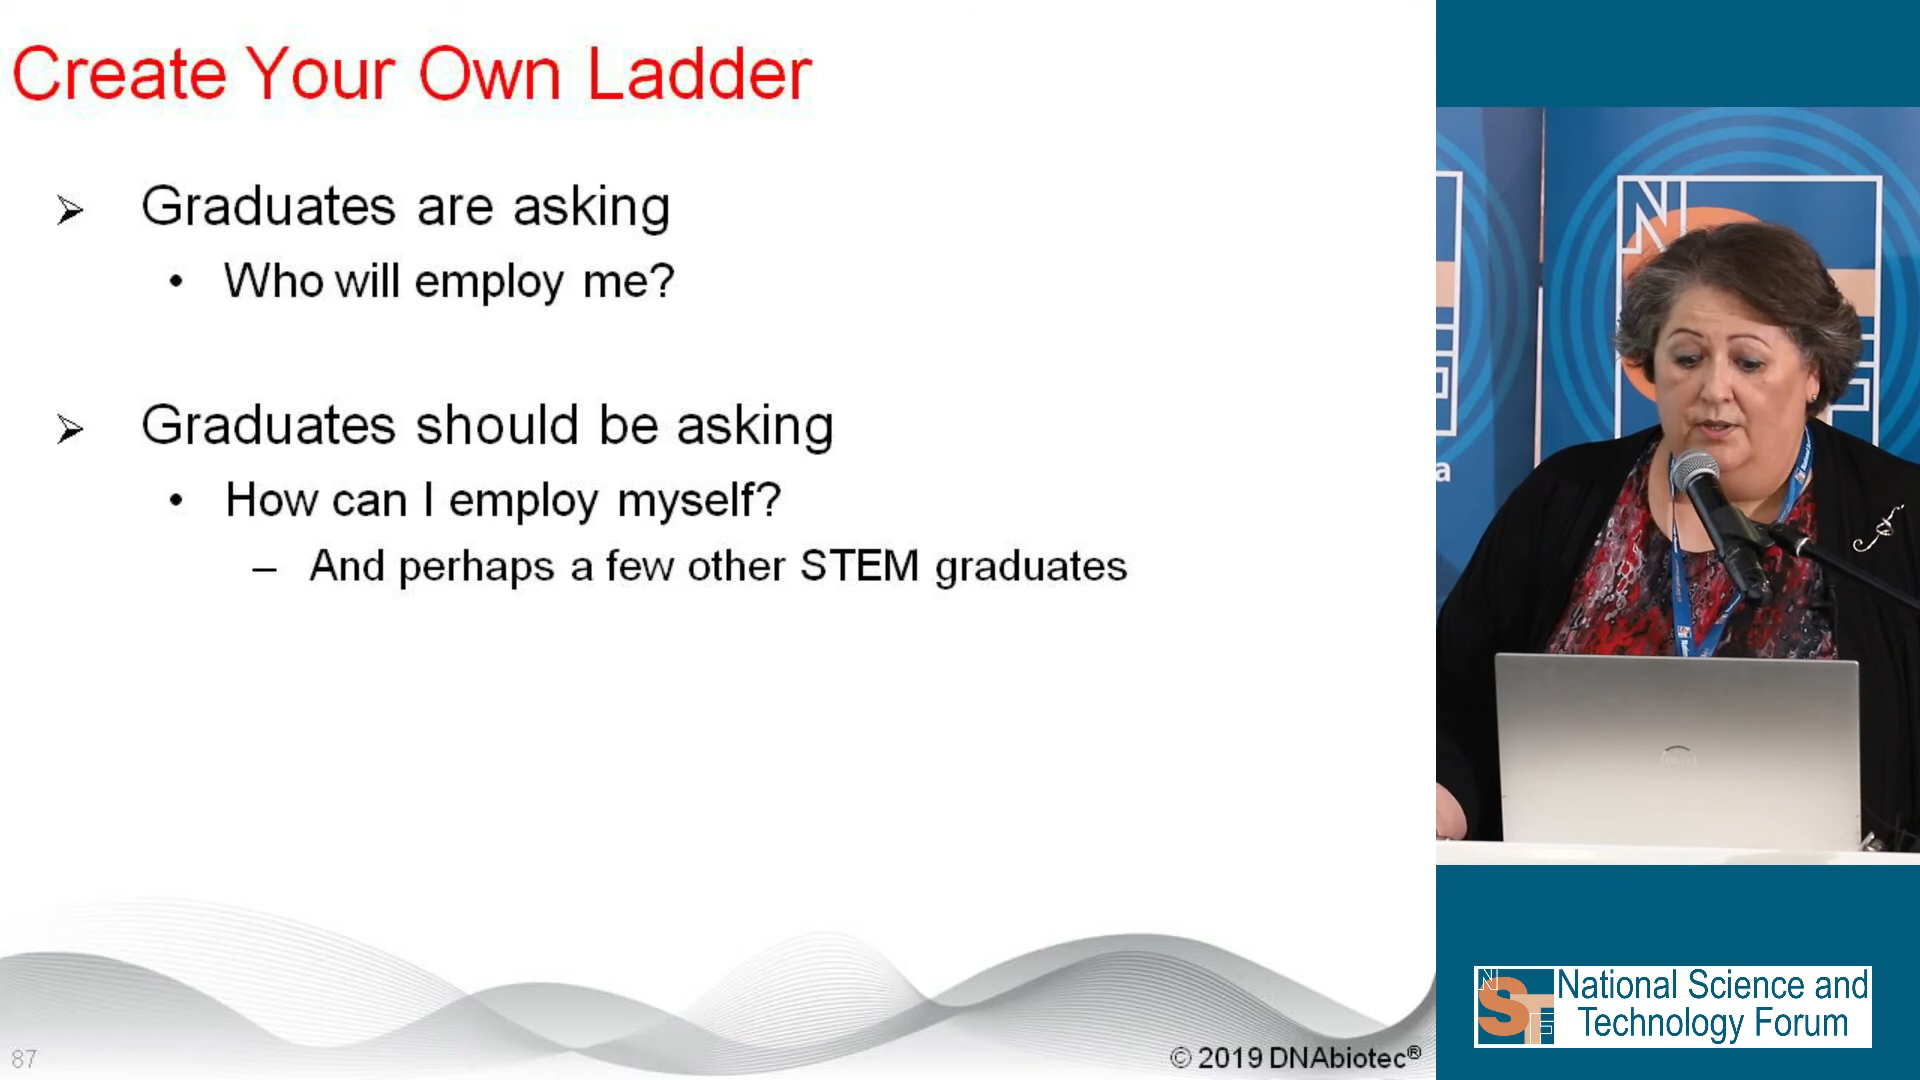 Create Your Own Ladder
Graduates are asking
Who will employ me?
Graduates should be asking
How can I employ myself?
And perhaps a few other STEM graduates
87
© 2019 DNAbiotec®
a
NSTF
National Science and
Technology Forum